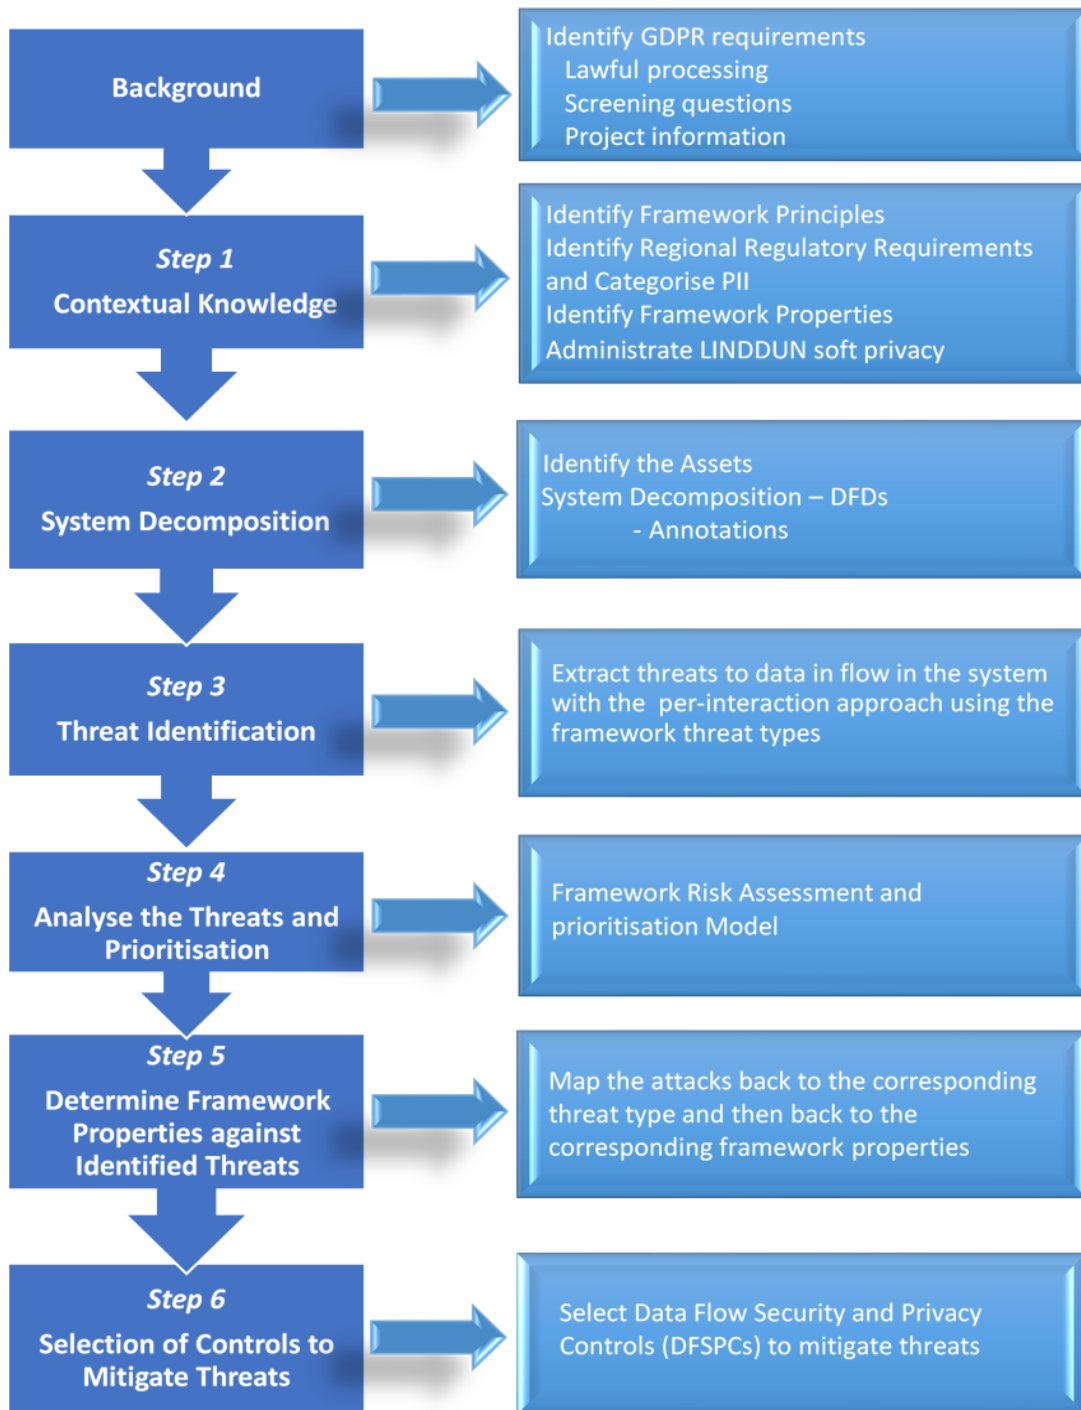 Background
Identify GDPR requirements
Lawful processing
Screening questions
Project information
Step 1
Contextual Knowledge
Identify Framework Principles
Identify Regional Regulatory Requirements
and Categorise PII
Identify Framework Properties
Administrate LINDDUN soft privacy
Step 2
System Decomposition
Identify the Assets
System Decomposition – DFDs
- Annotations
Step 3
Threat Identification
Extract threats to data in flow in the system
with the per-interaction approach using the
framework threat types
Step 4
Analyse the Threats and
Prioritisation
Framework Risk Assessment and
prioritisation Model
Step 5
Determine Framework
Properties against
Identified Threats
Map the attacks back to the corresponding
threat type and then back to the
corresponding framework properties
Step 6
Selection of Controls to
Mitigate Threats
Select Data Flow Security and Privacy
Controls (DFSPCs) to mitigate threats